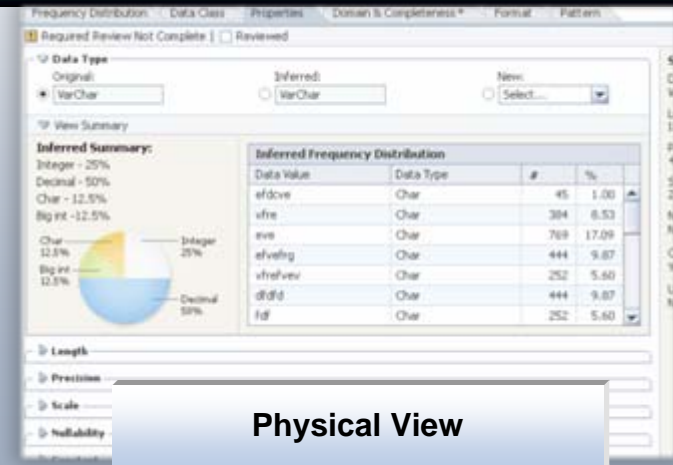 Frequency Distribution Data Class Properties Domain & Completeness * Format Pattern
Required Review Not Complete | Reviewed
Data Type
Original: Inferred: New:
VarChar VarChar Select...
View Summary
Inferred Summary:
Integer - 25%
Decimal - 50%
Char - 12.5%
Big int -12.5%
Char 12.5%
Big int 12.5%
Integer 25%
Decimal 50%
Inferred Frequency Distribution
Data Value Data Type # %
efdcve Char 45 1.00
vfre Char 384 8.53
eve Char 769 17.09
efvefrg Char 444 9.87
vfrefvev Char 252 5.60
dfdfd Char 444 9.87
fdf Char 252 5.60
Length
Precision
Scale
Nullability
Physical View